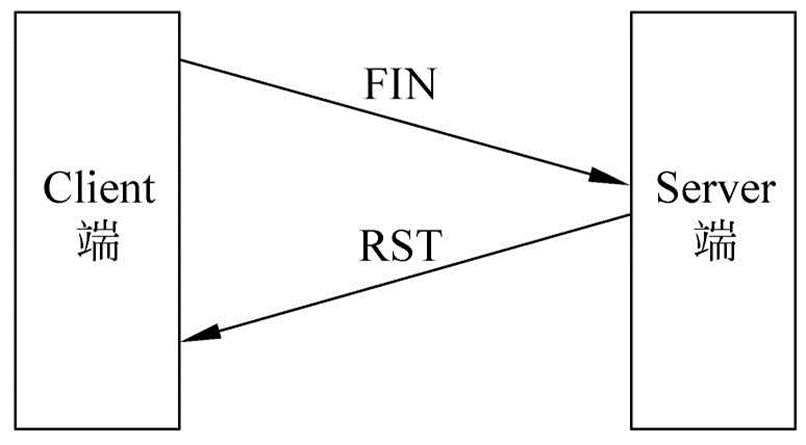 FIN
Client
端
Server
端
RST